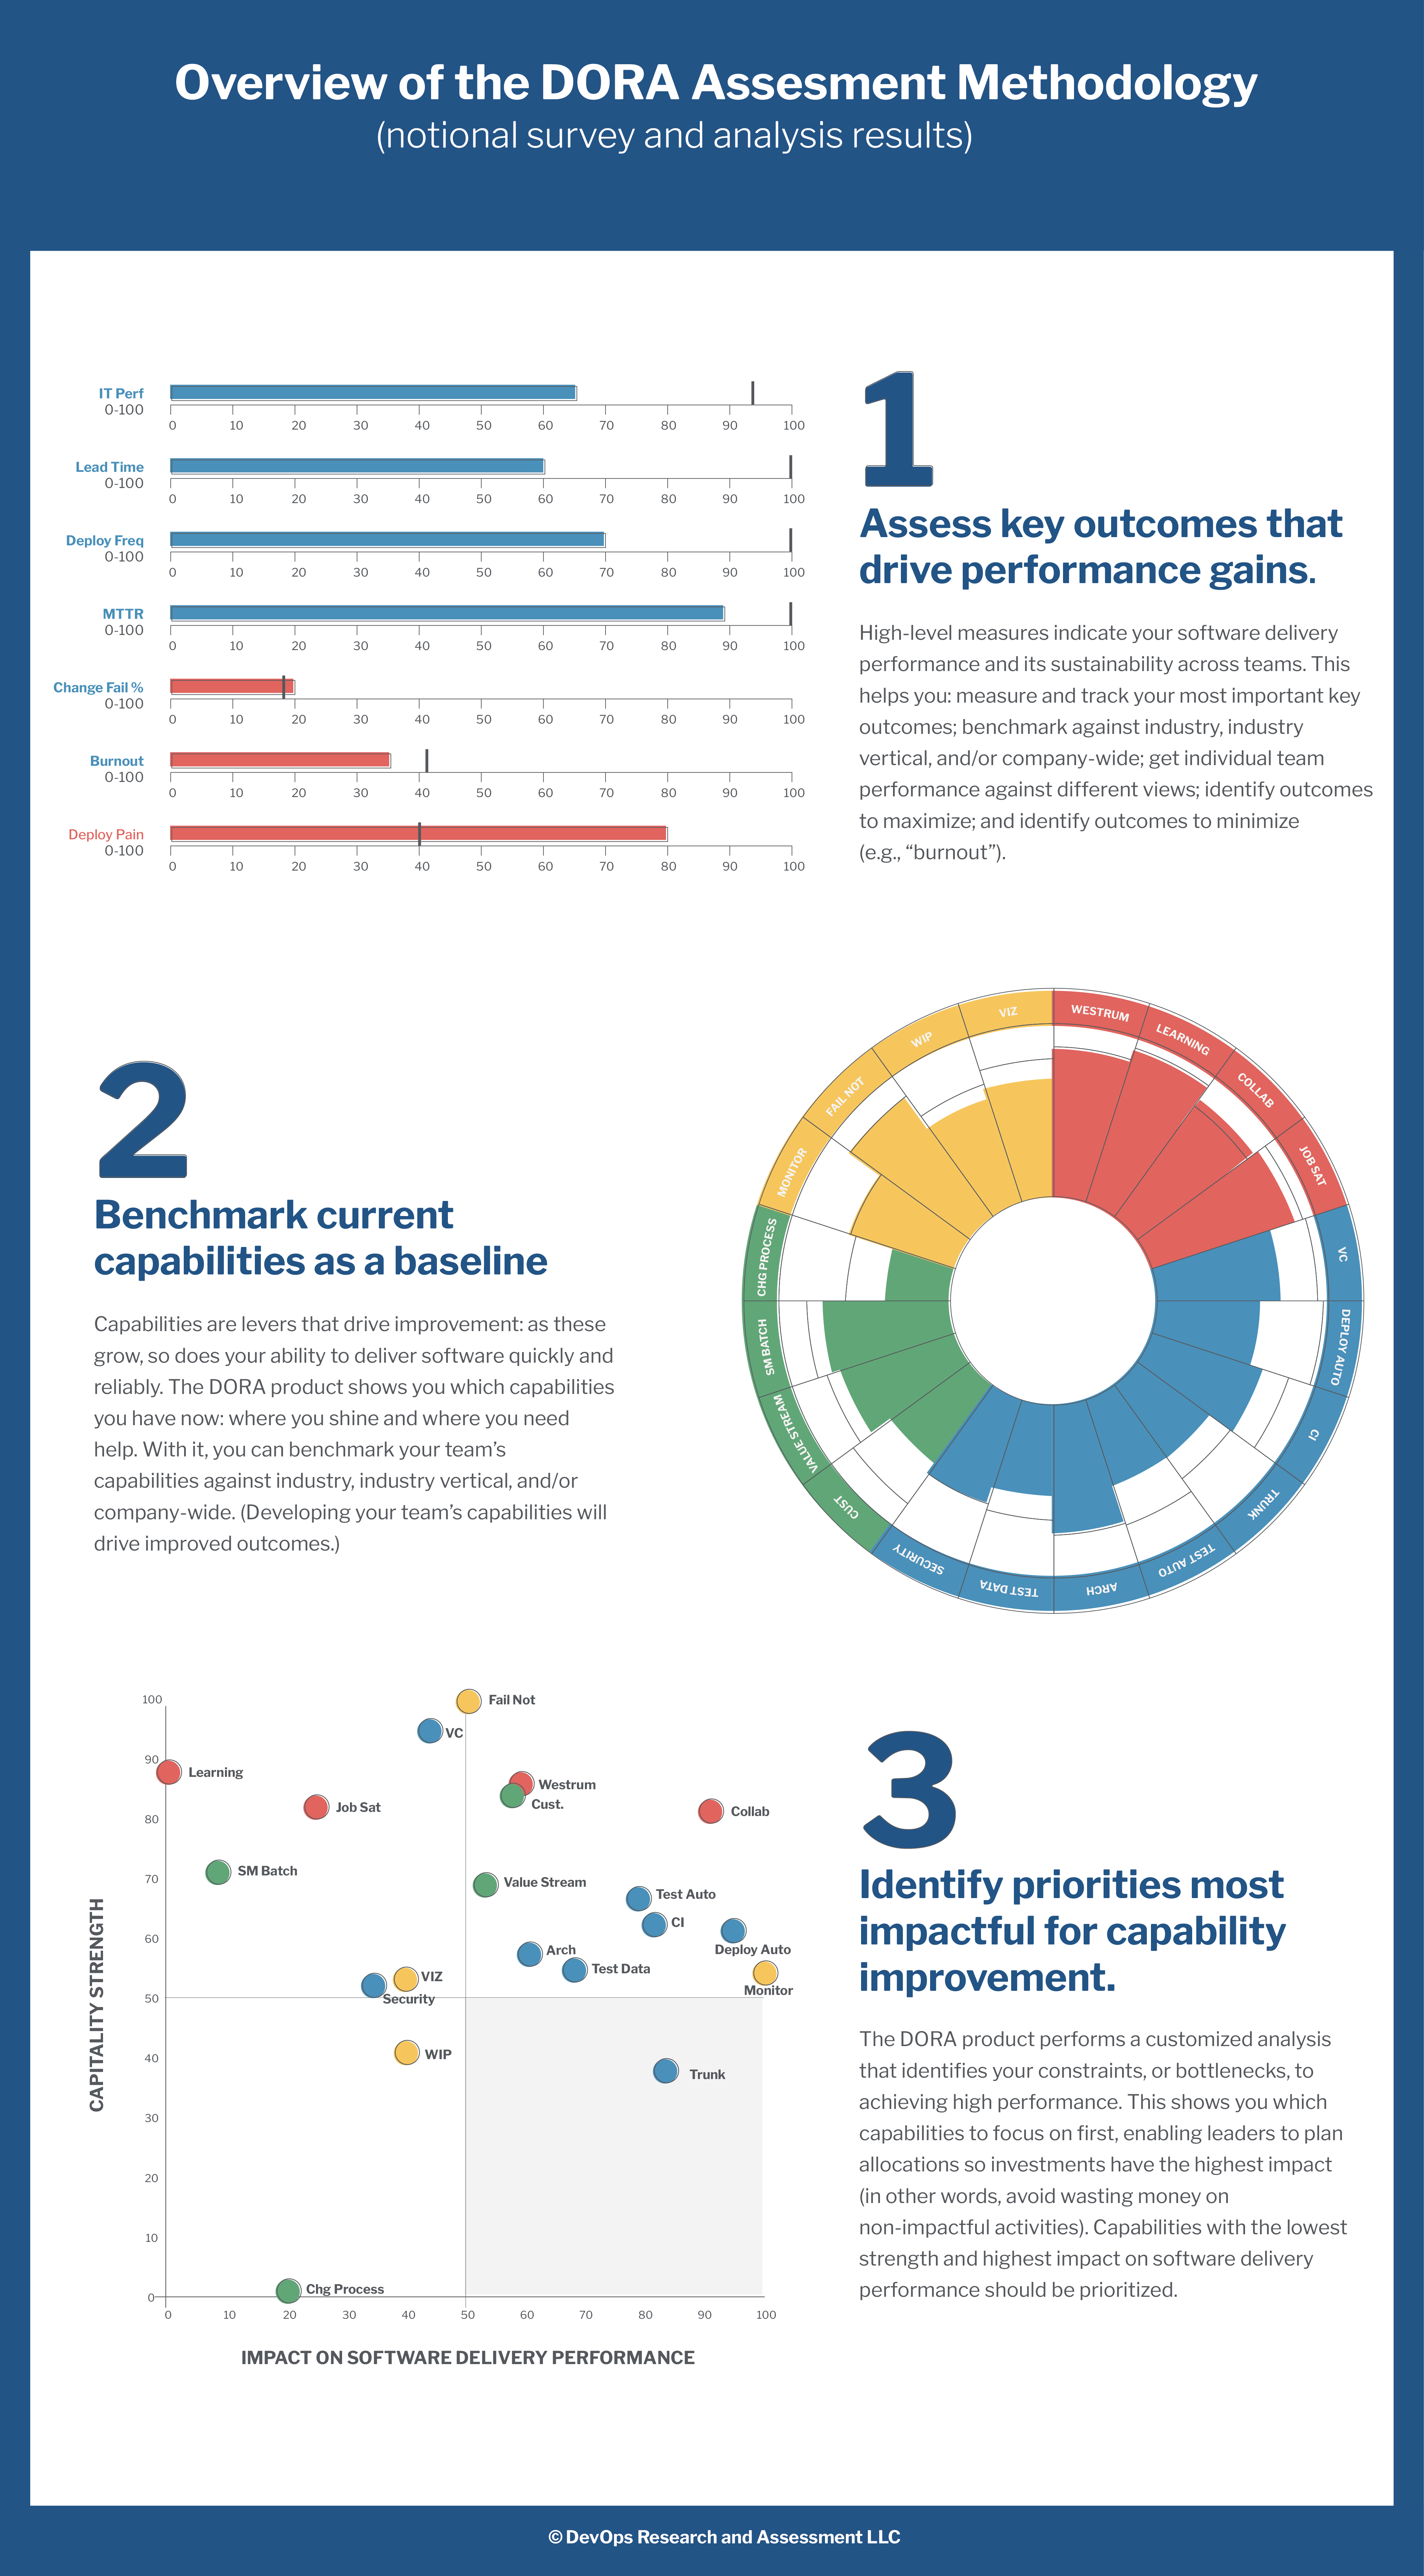 Overview of the DORA Assesment Methodology
(notional survey and analysis results)
IT Perf
0-100
0 10 20 30 40 50 60 70 80 90 100
Lead Time
0-100
0 10 20 30 40 50 60 70 80 90 100
Deploy Freq
0-100
0 10 20 30 40 50 60 70 80 90 100
MTTR
0-100
0 10 20 30 40 50 60 70 80 90 100
Change Fail %
0-100
0 10 20 30 40 50 60 70 80 90 100
Burnout
0-100
0 10 20 30 40 50 60 70 80 90 100
Deploy Pain
0-100
0 10 20 30 40 50 60 70 80 90 100
1
Assess key outcomes that
drive performance gains.
High-level measures indicate your software delivery
performance and its sustainability across teams. This
helps you: measure and track your most important key
outcomes; benchmark against industry, industry
vertical, and/or company-wide; get individual team
performance against different views; identify outcomes
to maximize; and identify outcomes to minimize
(e.g., “burnout”).
2
Benchmark current
capabilities as a baseline
Capabilities are levers that drive improvement: as these
grow, so does your ability to deliver software quickly and
reliably. The DORA product shows you which capabilities
you have now: where you shine and where you need
help. With it, you can benchmark your team’s
capabilities against industry, industry vertical, and/or
company-wide. (Developing your team’s capabilities will
drive improved outcomes.)
WESTRUM
LEARNING
COLLAB
JOB SAT
VC
DEPLOY AUTO
CI
TRUNK
TEST AUTO
ARCH
TEST DATA
SECURITY
CUST
VALUE STREAM
SM BATCH
CHG PROCESS
MONITOR
FAIL NOT
WIP
VIZ
CAPITALITY STRENGTH
100
90
80
70
60
50
40
30
20
10
0
Fail Not
VC
Learning
Westrum
Cust.
Job Sat
Collab
SM Batch
Value Stream
Test Auto
CI
Deploy Auto
Arch
Test Data
Monitor
VIZ
Security
WIP
Trunk
Chg Process
0 10 20 30 40 50 60 70 80 90 100
IMPACT ON SOFTWARE DELIVERY PERFORMANCE
3
Identify priorities most
impactful for capability
improvement.
The DORA product performs a customized analysis
that identifies your constraints, or bottlenecks, to
achieving high performance. This shows you which
capabilities to focus on first, enabling leaders to plan
allocations so investments have the highest impact
(in other words, avoid wasting money on
non-impactful activities). Capabilities with the lowest
strength and highest impact on software delivery
performance should be prioritized.
© DevOps Research and Assessment LLC